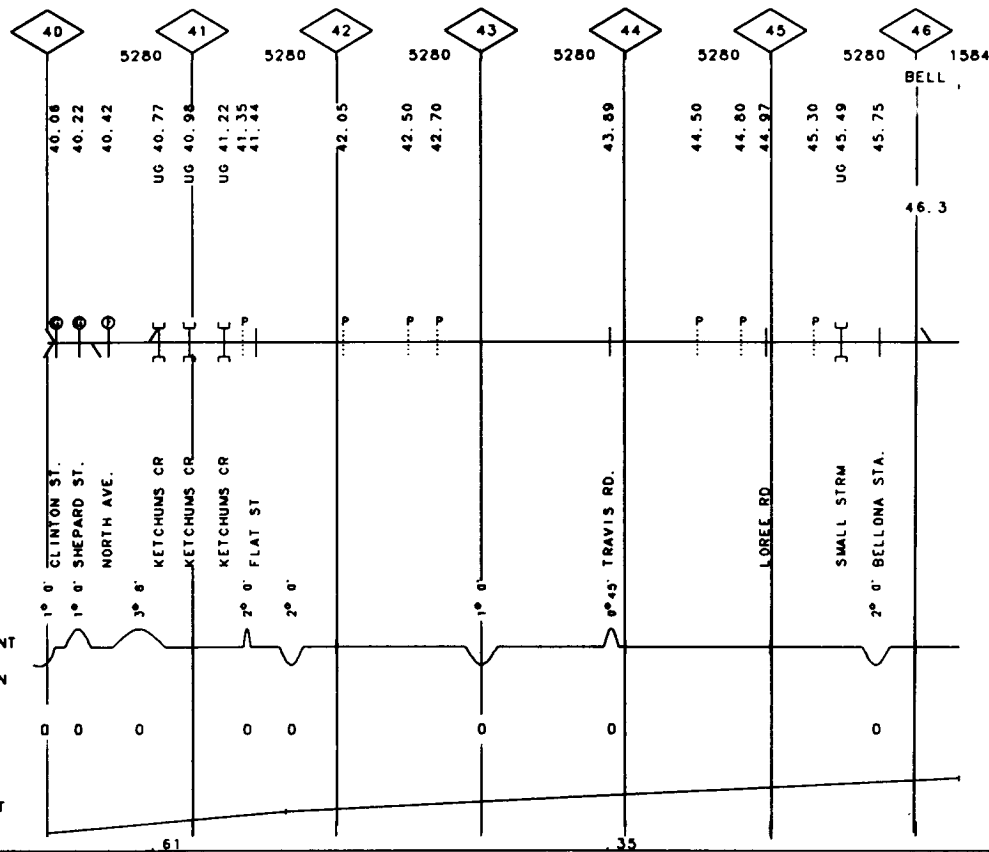 40 41 42 43 44 45 46
5280 5280 5280 5280 5280 5280 1584
BELL
40.06
40.22
40.42
UG 40.77
UG 40.98
UG 41.22
41.35
41.44
42.05
42.50
42.70
43.89
44.50
44.80
44.97
45.30
UG 45.49
45.75
46.3
G G F
P P P P P P P
CLINTON ST.
SHEPARD ST.
NORTH AVE.
KETCHUMS CR
KETCHUMS CR
KETCHUMS CR
FLAT ST
TRAVIS RD.
LOREE RD
SMALL STRM
BELLONA STA.
1° 0'
1° 0'
3° 8'
2° 0'
2° 0'
1° 0'
0° 45'
2° 0'
NT
N
0 0 0 0 0 0 0 0
T
.61 .35